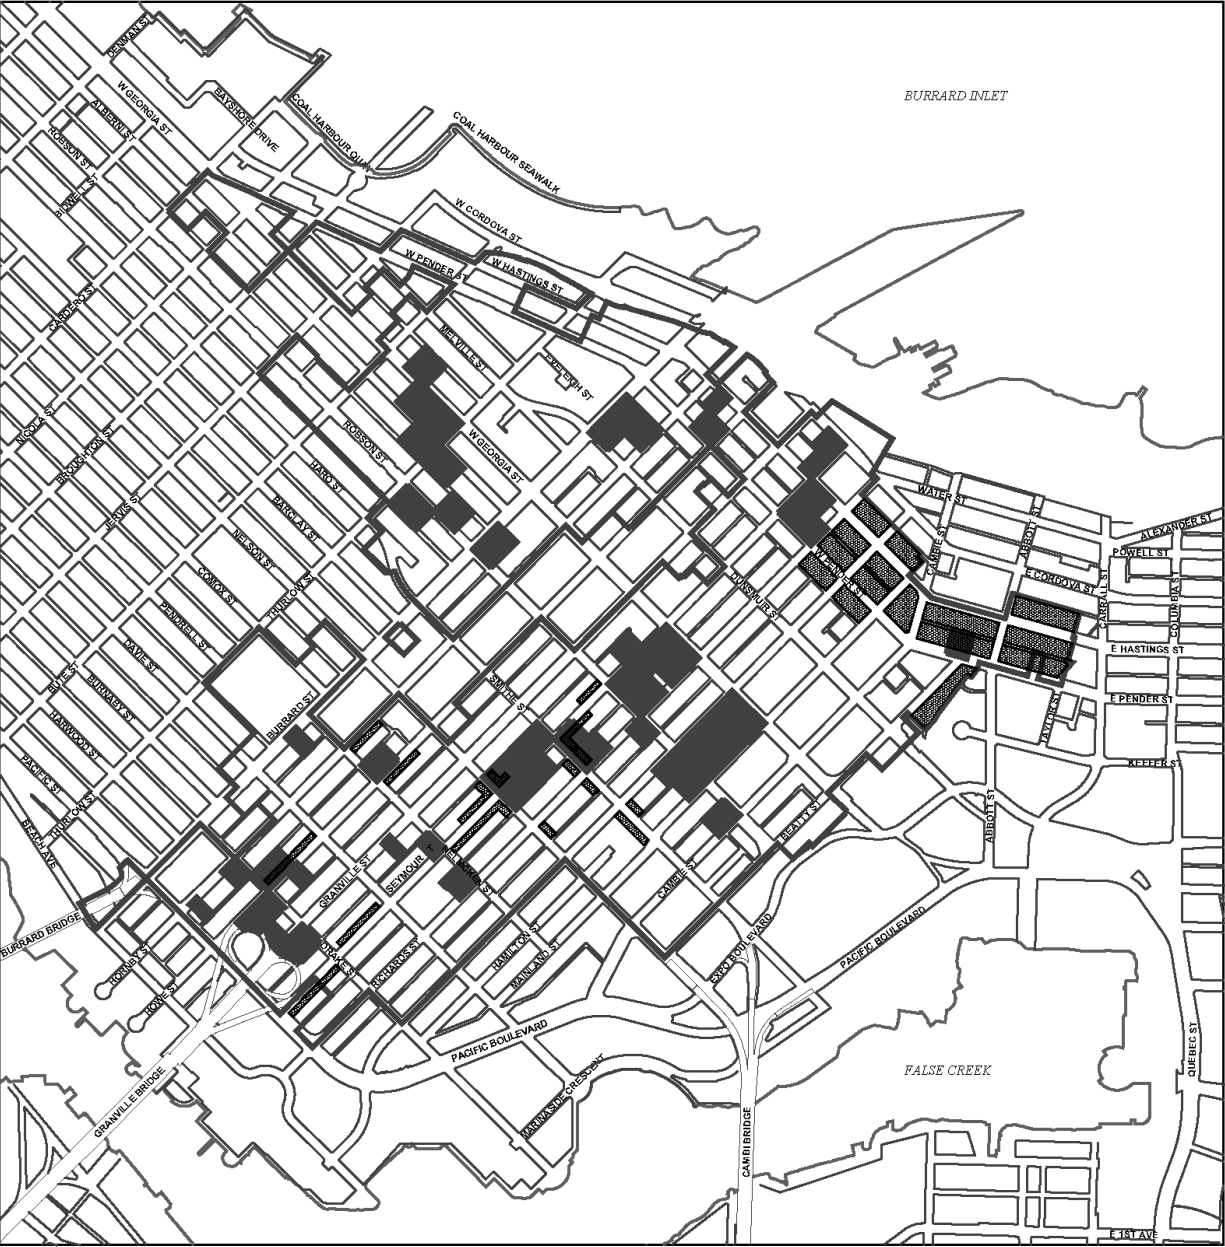 DENMAN ST
W GEORGIA ST
ALBERNI ST
ROBSON ST
BIDWELL ST
BAYSHORE DRIVE
COAL HARBOUR QUAY
COAL HARBOUR SEAWALK
BURRARD INLET
W CORDOVA ST
W PENDER ST
W HASTINGS ST
CARDERO ST
MELVILLE ST
EVELEIGH ST
NICOLA ST
BROUGHTON ST
JERVIS ST
ROBSON ST
W GEORGIA ST
HARO ST
BARCLAY ST
NELSON ST
COMOX ST
THURLOW ST
PENDRELL ST
DAVIE ST
BUTE ST
BURNABY ST
HARWOOD ST
PACIFIC ST
THURLOW ST
BEACH AVE
BURRARD ST
SMITHE ST
DUNSMUIR ST
W PENDER ST
WATER ST
CAMBIE ST
ABBOTT ST
ALEXANDER ST
POWELL ST
E CORDOVA ST
CARRALL ST
COLUMBIA ST
E HASTINGS ST
E PENDER ST
TAYLOR ST
KEEFER ST
ABBOTT ST
BEATTY ST
CAMBIE ST
GRANVILLE ST
SEYMOUR
HELMCKEN ST
DRAKE S
RICHARDS ST
HAMILTON
MAINLAND ST
BURRARD BRIDGE
HORNBY ST
HOWE ST
EXPO BOULEVARD
PACIFIC BOULEVARD
PACIFIC BOULEVARD
MARINASIDE CRESCENT
GRANVILLE BRIDGE
CAMBI BRIDGE
FALSE CREEK
QUEBEC ST
E 1ST AVE